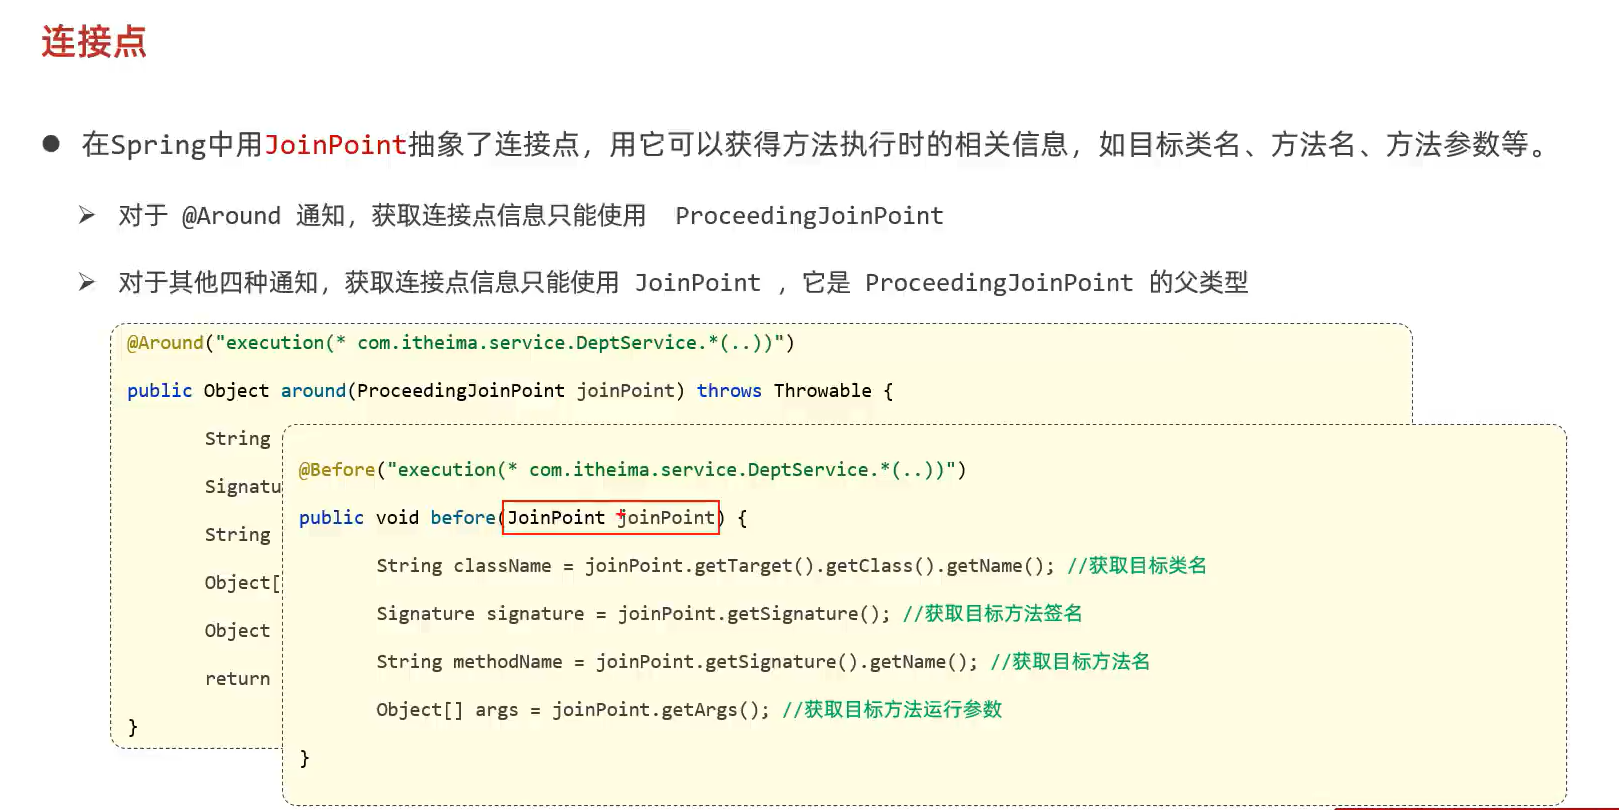 连接点
● 在Spring中用JoinPoint抽象了连接点，用它可以获得方法执行时的相关信息，如目标类名、方法名、方法参数等。
➢ 对于 @Around 通知，获取连接点信息只能使用 ProceedingJoinPoint
➢ 对于其他四种通知，获取连接点信息只能使用 JoinPoint ，它是 ProceedingJoinPoint 的父类型
@Around("execution(* com.itheima.service.DeptService.*(..))")
public Object around(ProceedingJoinPoint joinPoint) throws Throwable {
String
Signatu
String
Object[
Object
return
}
@Before("execution(* com.itheima.service.DeptService.*(..))")
public void before(JoinPoint joinPoint) {
String className = joinPoint.getTarget().getClass().getName(); //获取目标类名
Signature signature = joinPoint.getSignature(); //获取目标方法签名
String methodName = joinPoint.getSignature().getName(); //获取目标方法名
Object[] args = joinPoint.getArgs(); //获取目标方法运行参数
}